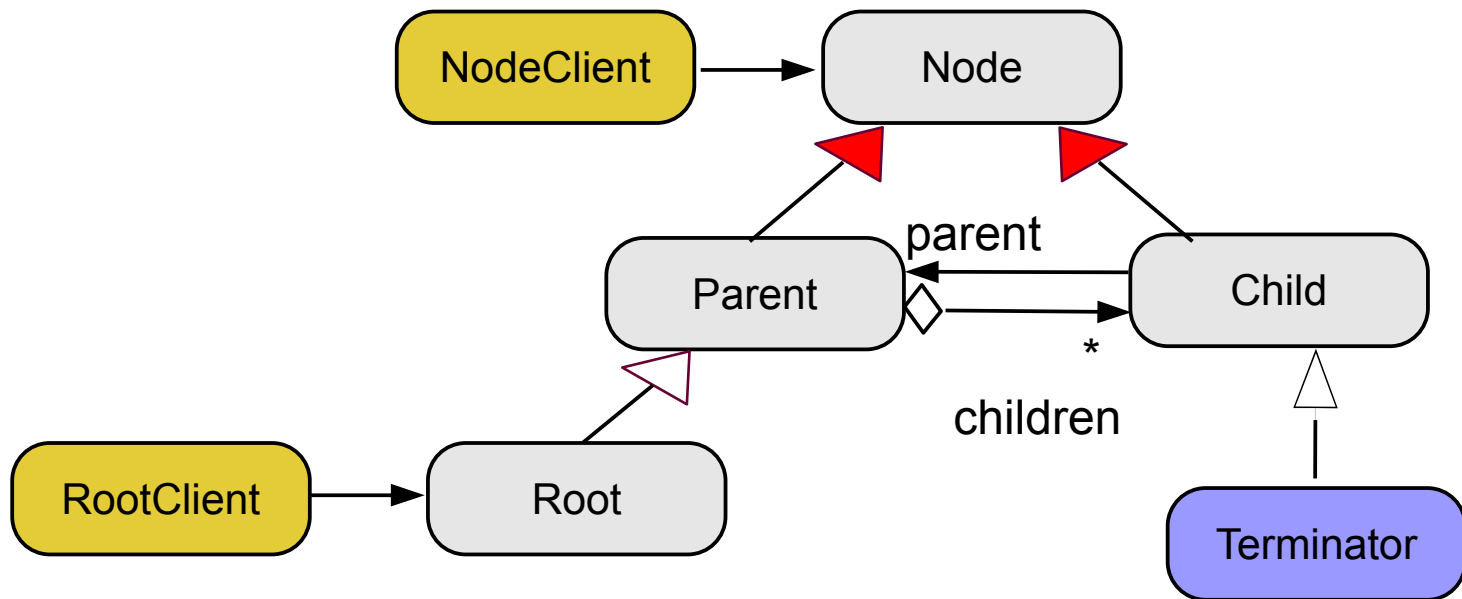 NodeClient
Node
parent
Parent
Child
*
children
RootClient
Root
Terminator